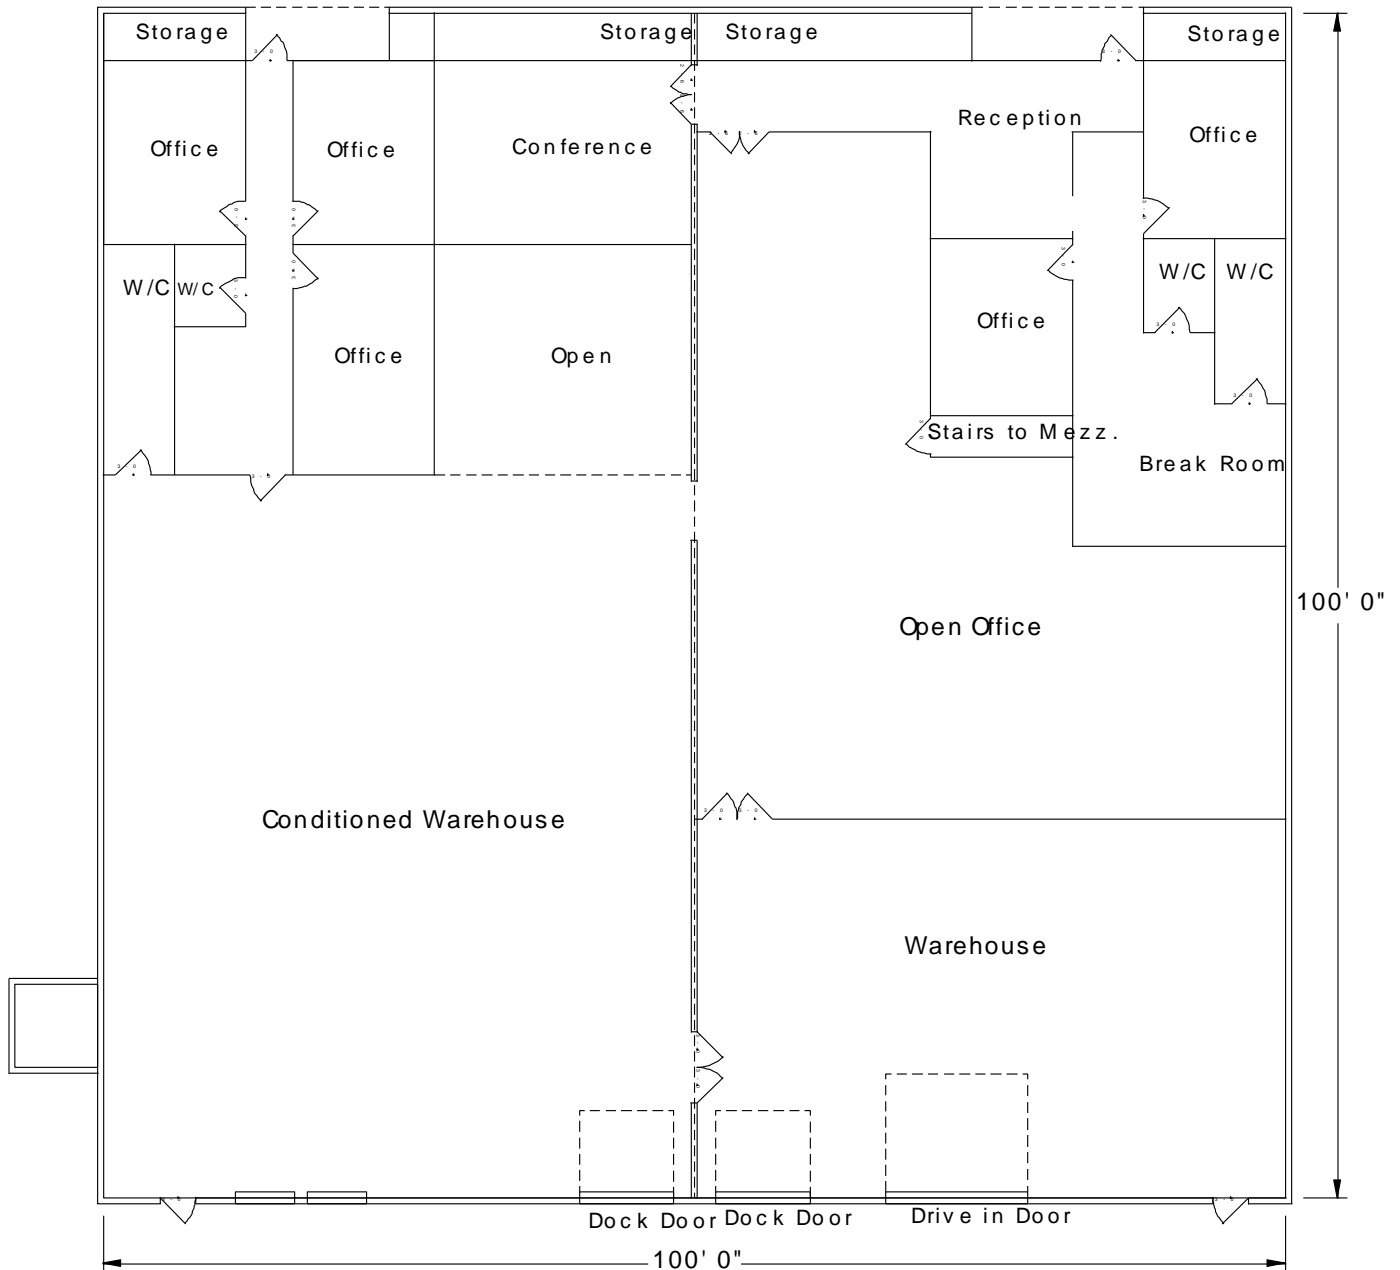 Storage
Storage
Storage
Storage
Reception
Office
Office
Office
Conference
Office
W/C
W/C
W/C
W/C
Office
Office
Open
Stairs to Mezz.
Break Room
100' 0"
Open Office
Conditioned Warehouse
Warehouse
Dock Door
Dock Door
Drive in Door
100' 0"